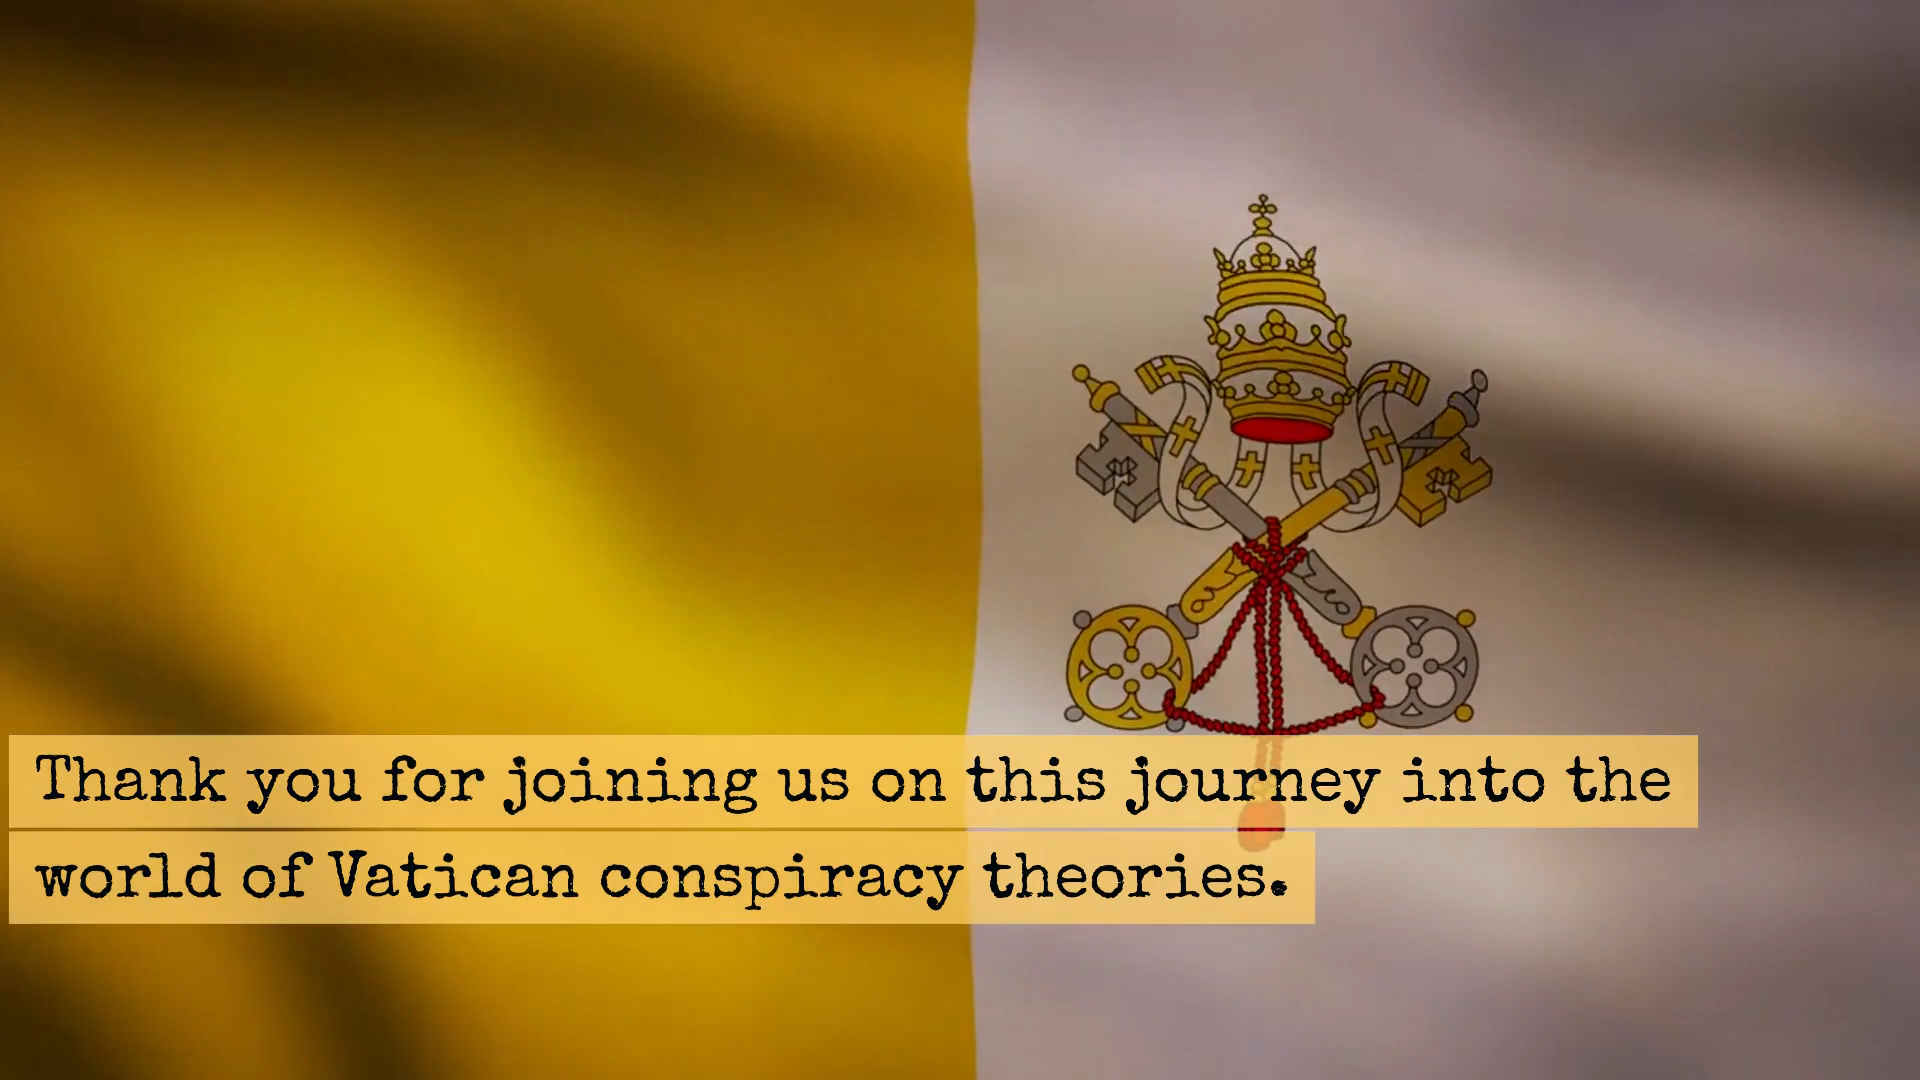 Thank you for joining us on this journey into the
world of Vatican conspiracy theories.